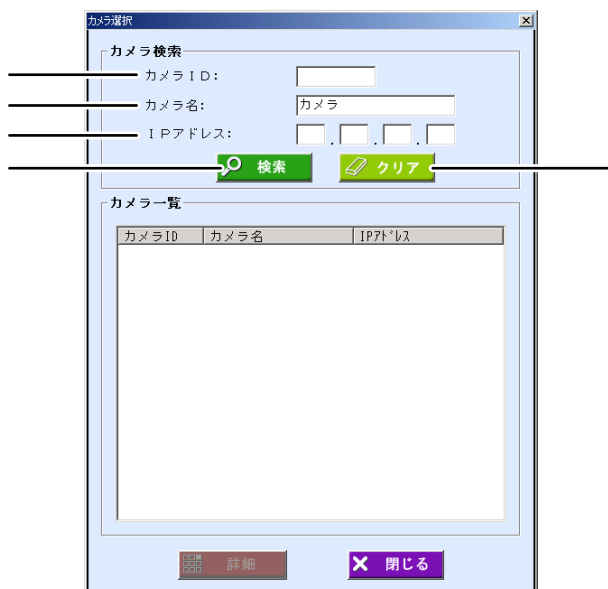 カメラ選択
カメラ検索
カメラID:
カメラ名: カメラ
IPアドレス: . . .
検索 クリア
カメラ一覧
カメラID カメラ名 IPアドレス
詳細 閉じる